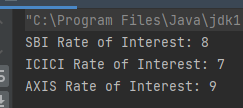 "C:\Program Files\Java\jdk1
SBI Rate of Interest: 8
ICICI Rate of Interest: 7
AXIS Rate of Interest: 9